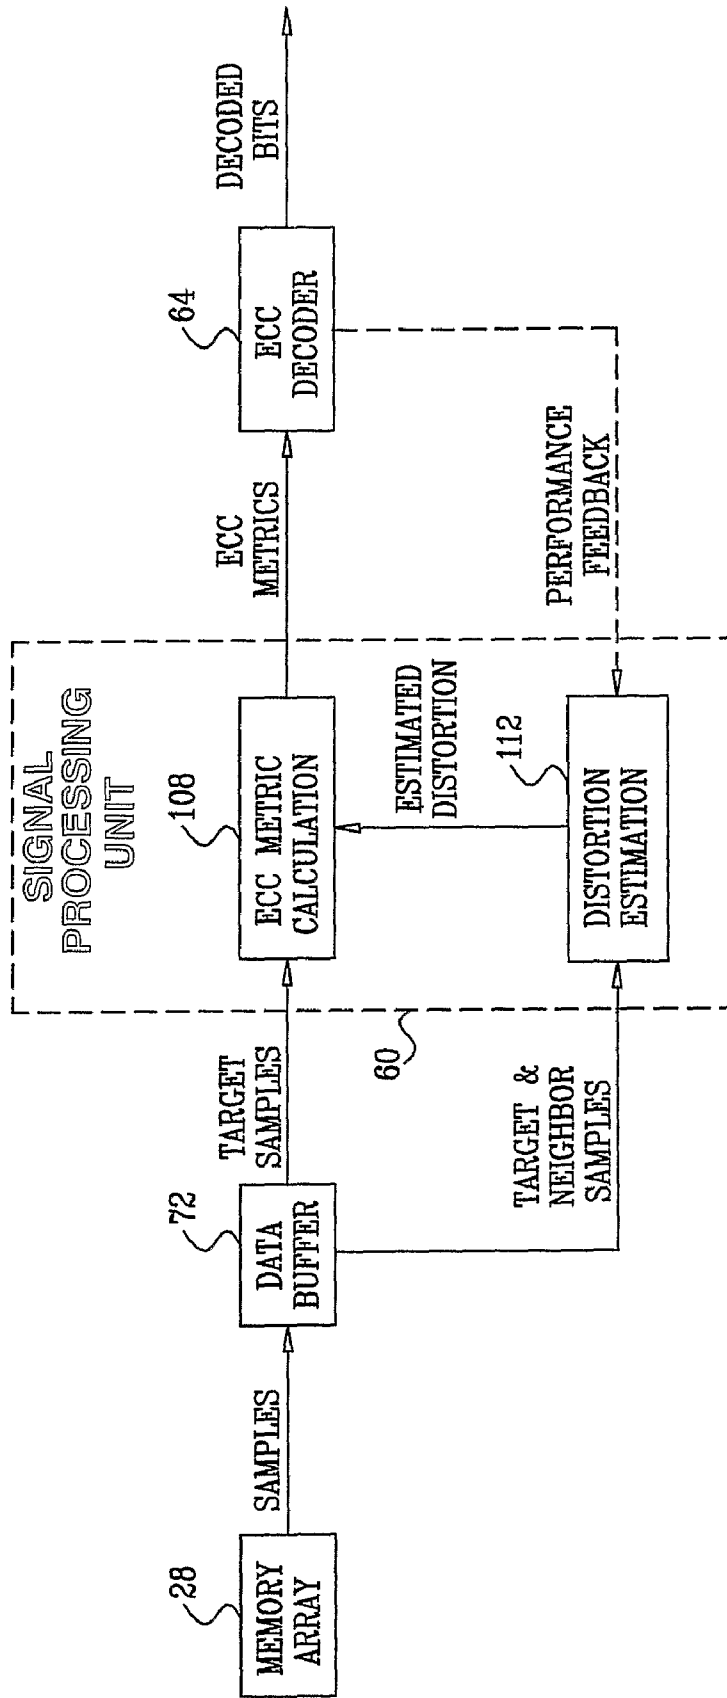 28
MEMORY
ARRAY
SAMPLES
72
DATA
BUFFER
TARGET
SAMPLES
TARGET &
NEIGHBOR
SAMPLES
60
SIGNAL
PROCESSING
UNIT
108
ECC METRIC
CALCULATION
ESTIMATED
DISTORTION
112
DISTORTION
ESTIMATION
ECC
METRICS
64
ECC
DECODER
PERFORMANCE
FEEDBACK
DECODED
BITS